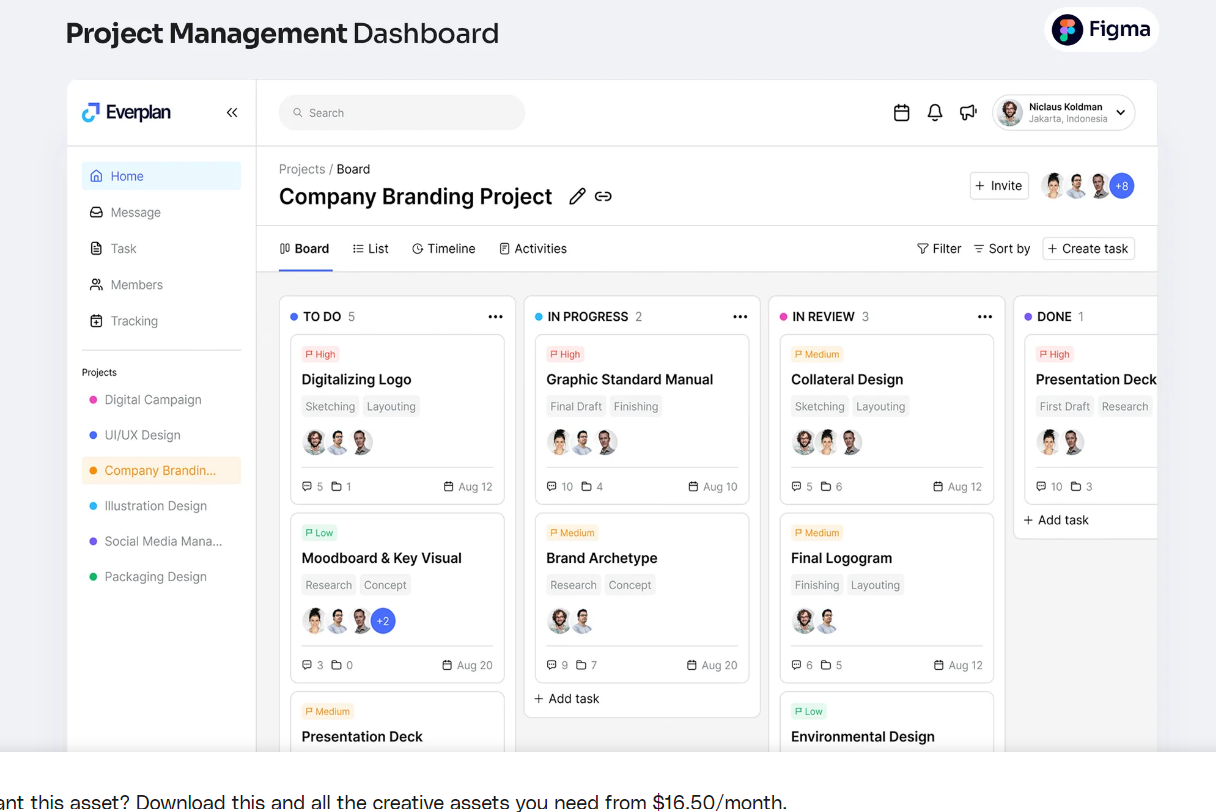 Project Management Dashboard
Figma
Everplan
Search
Niclaus Koldman
Jakarta, Indonesia
Home
Message
Task
Members
Tracking
Projects
Digital Campaign
UI/UX Design
Company Brandin...
Illustration Design
Social Media Mana...
Packaging Design
Projects / Board
Company Branding Project
+ Invite
+8
Board List Timeline Activities
Filter Sort by + Create task
TO DO 5
High
Digitalizing Logo
Sketching Layouting
5 1 Aug 12
Low
Moodboard & Key Visual
Research Concept
+2
3 0 Aug 20
Medium
Presentation Deck
IN PROGRESS 2
High
Graphic Standard Manual
Final Draft Finishing
10 4 Aug 10
Medium
Brand Archetype
Research Concept
9 7 Aug 20
+ Add task
IN REVIEW 3
Medium
Collateral Design
Sketching Layouting
5 6 Aug 12
Medium
Final Logogram
Finishing Layouting
6 5 Aug 12
Low
Environmental Design
DONE 1
High
Presentation Deck
First Draft Research
10 3
+ Add task
this asset? Download this and all the creative assets you need from $16.50/month.